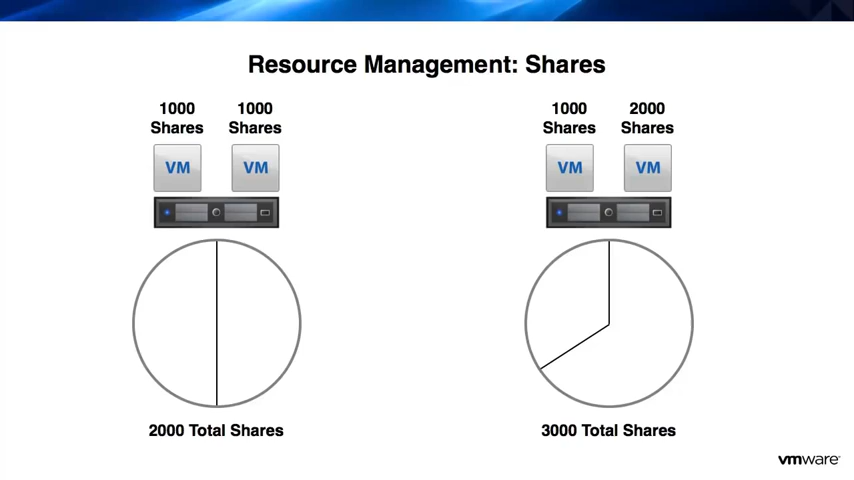 Resource Management: Shares
1000 Shares
1000 Shares
VM
VM
2000 Total Shares
1000 Shares
2000 Shares
VM
VM
3000 Total Shares
vmware